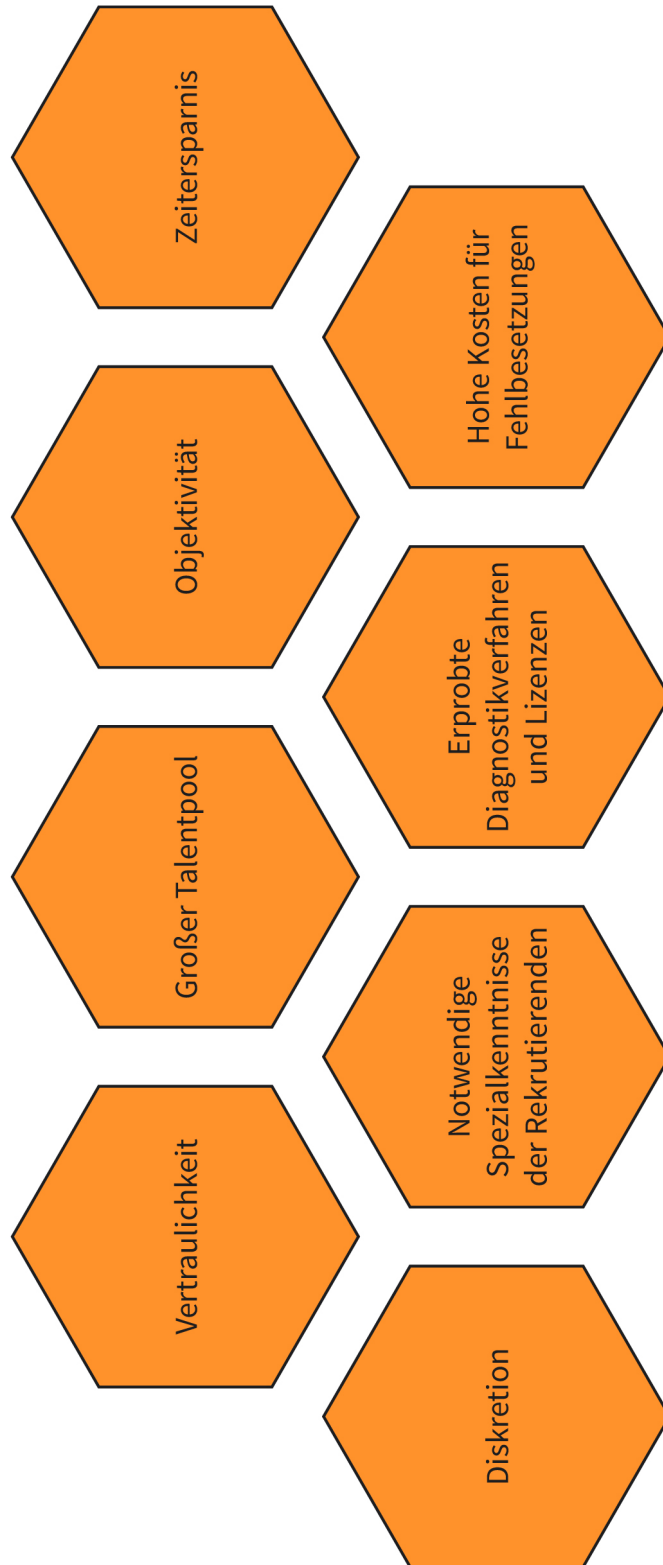 Vertraulichkeit
Großer Talentpool
Objektivität
Zeitersparnis
Diskretion
Notwendige
Spezialkenntnisse
der Rekrutierenden
Erprobte
Diagnostikverfahren
und Lizenzen
Hohe Kosten für
Fehlbesetzungen